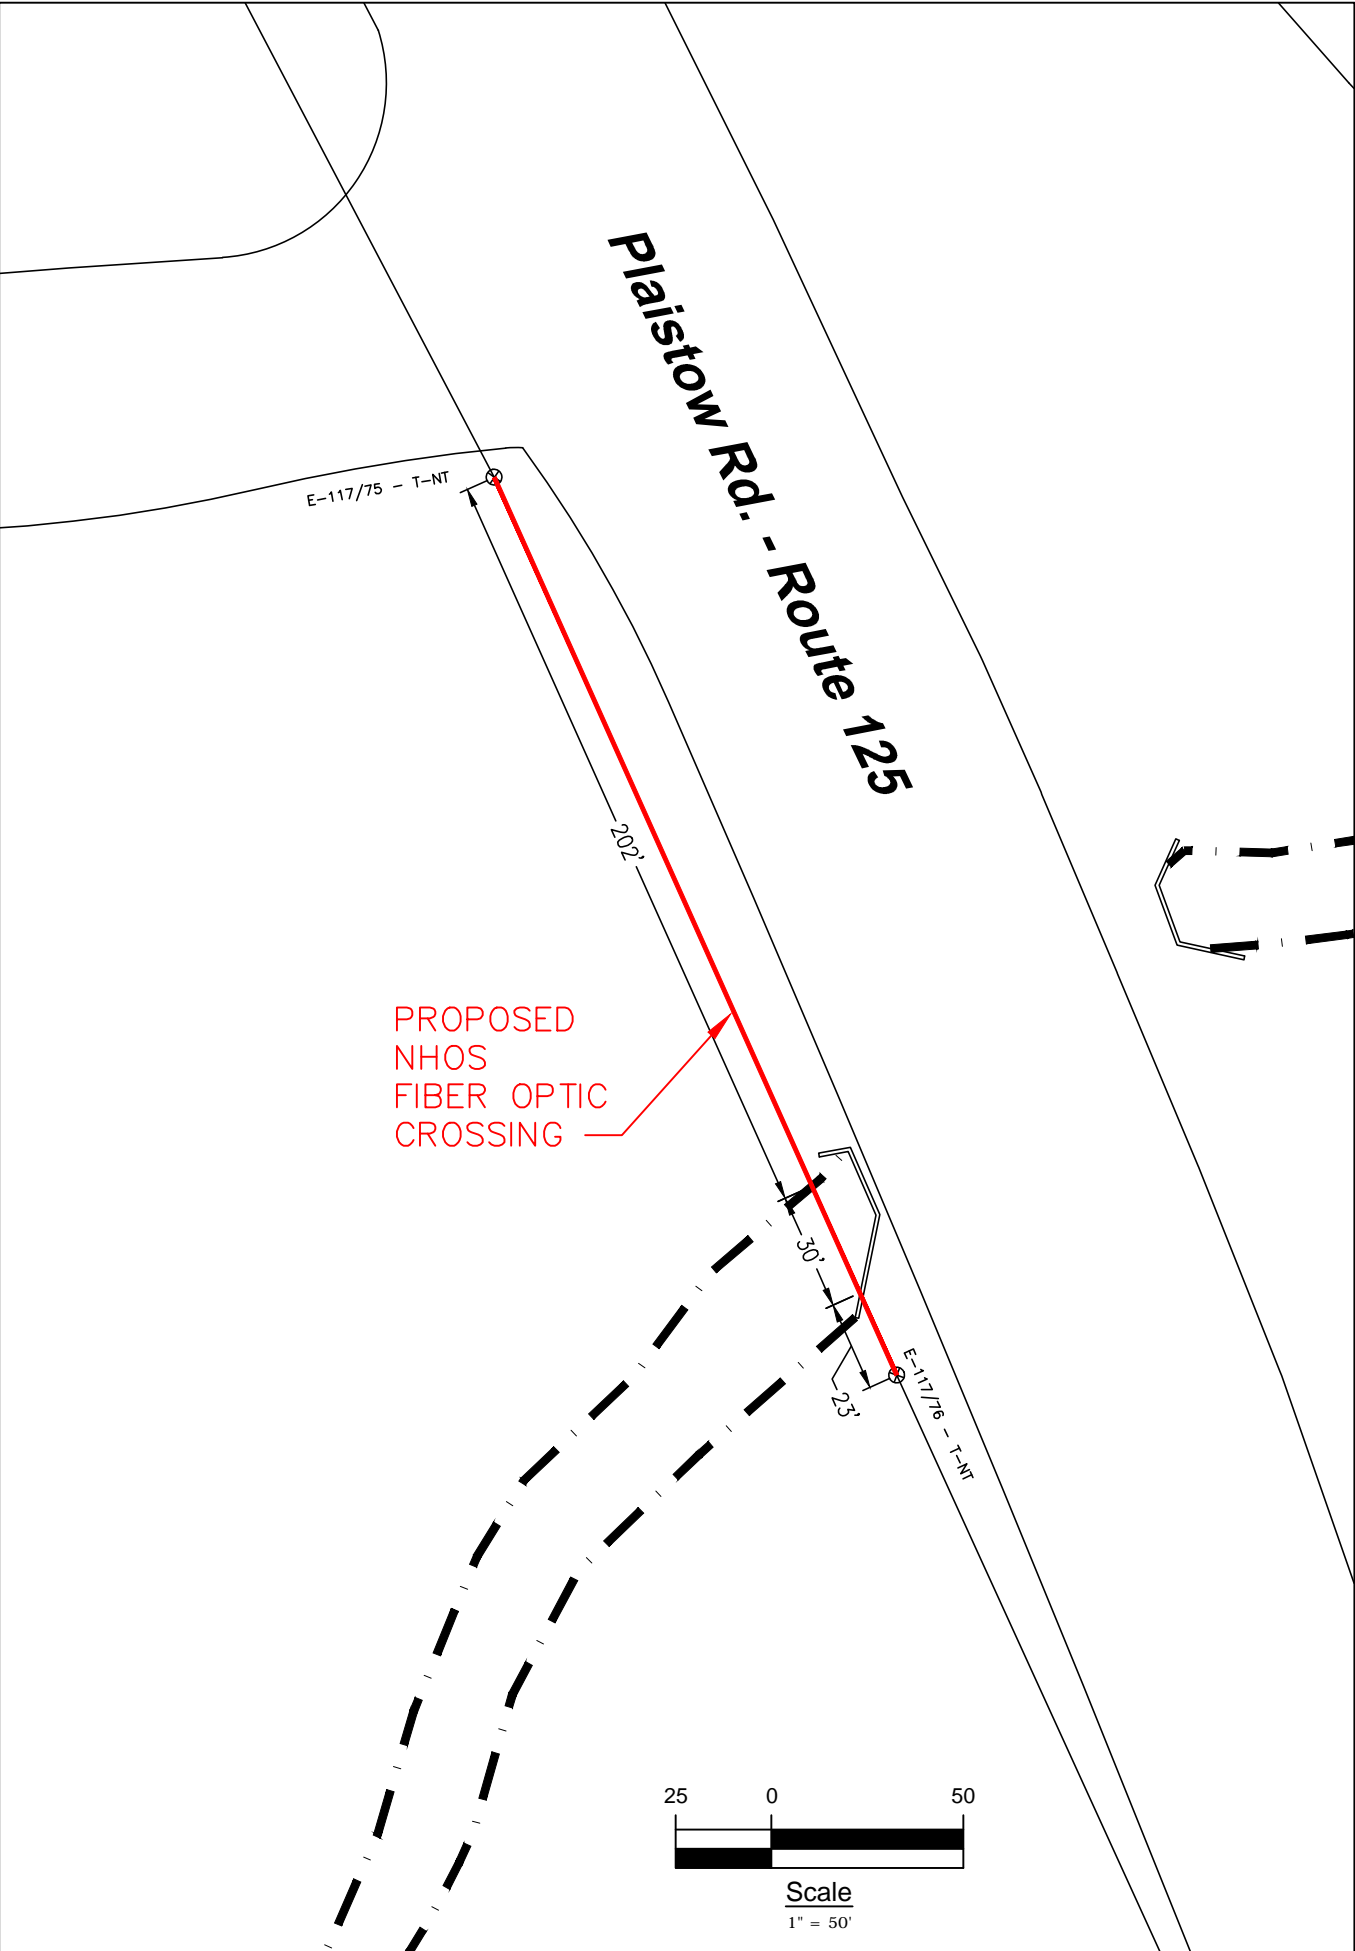 Plaistow Rd. - Route 125
E-117/75 - T-NT
202'
PROPOSED
NHOS
FIBER OPTIC
CROSSING
30'
23'
E-117/76 - T-NT
25 0 50
Scale
1" = 50'